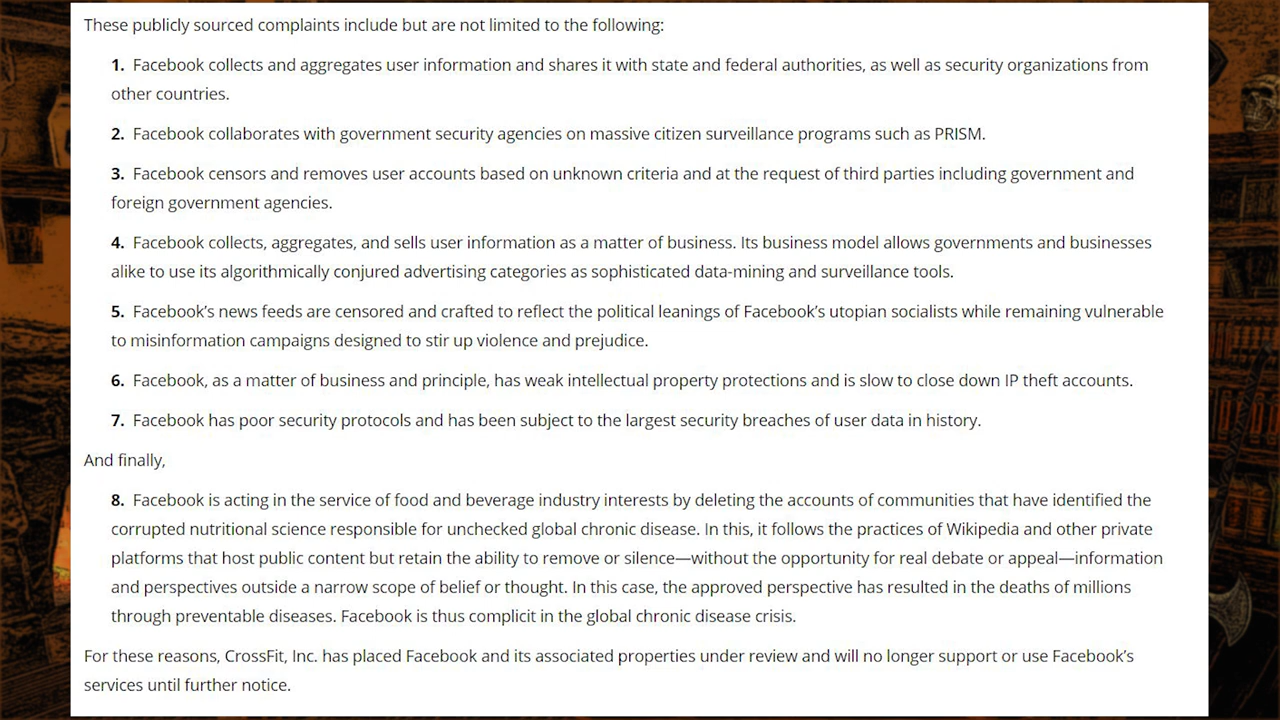 These publicly sourced complaints include but are not limited to the following:
1. Facebook collects and aggregates user information and shares it with state and federal authorities, as well as security organizations from
other countries.
2. Facebook collaborates with government security agencies on massive citizen surveillance programs such as PRISM.
3. Facebook censors and removes user accounts based on unknown criteria and at the request of third parties including government and
foreign government agencies.
4. Facebook collects, aggregates, and sells user information as a matter of business. Its business model allows governments and businesses
alike to use its algorithmically conjured advertising categories as sophisticated data-mining and surveillance tools.
5. Facebook’s news feeds are censored and crafted to reflect the political leanings of Facebook’s utopian socialists while remaining vulnerable
to misinformation campaigns designed to stir up violence and prejudice.
6. Facebook, as a matter of business and principle, has weak intellectual property protections and is slow to close down IP theft accounts.
7. Facebook has poor security protocols and has been subject to the largest security breaches of user data in history.
And finally,
8. Facebook is acting in the service of food and beverage industry interests by deleting the accounts of communities that have identified the
corrupted nutritional science responsible for unchecked global chronic disease. In this, it follows the practices of Wikipedia and other private
platforms that host public content but retain the ability to remove or silence—without the opportunity for real debate or appeal—information
and perspectives outside a narrow scope of belief or thought. In this case, the approved perspective has resulted in the deaths of millions
through preventable diseases. Facebook is thus complicit in the global chronic disease crisis.
For these reasons, CrossFit, Inc. has placed Facebook and its associated properties under review and will no longer support or use Facebook’s
services until further notice.